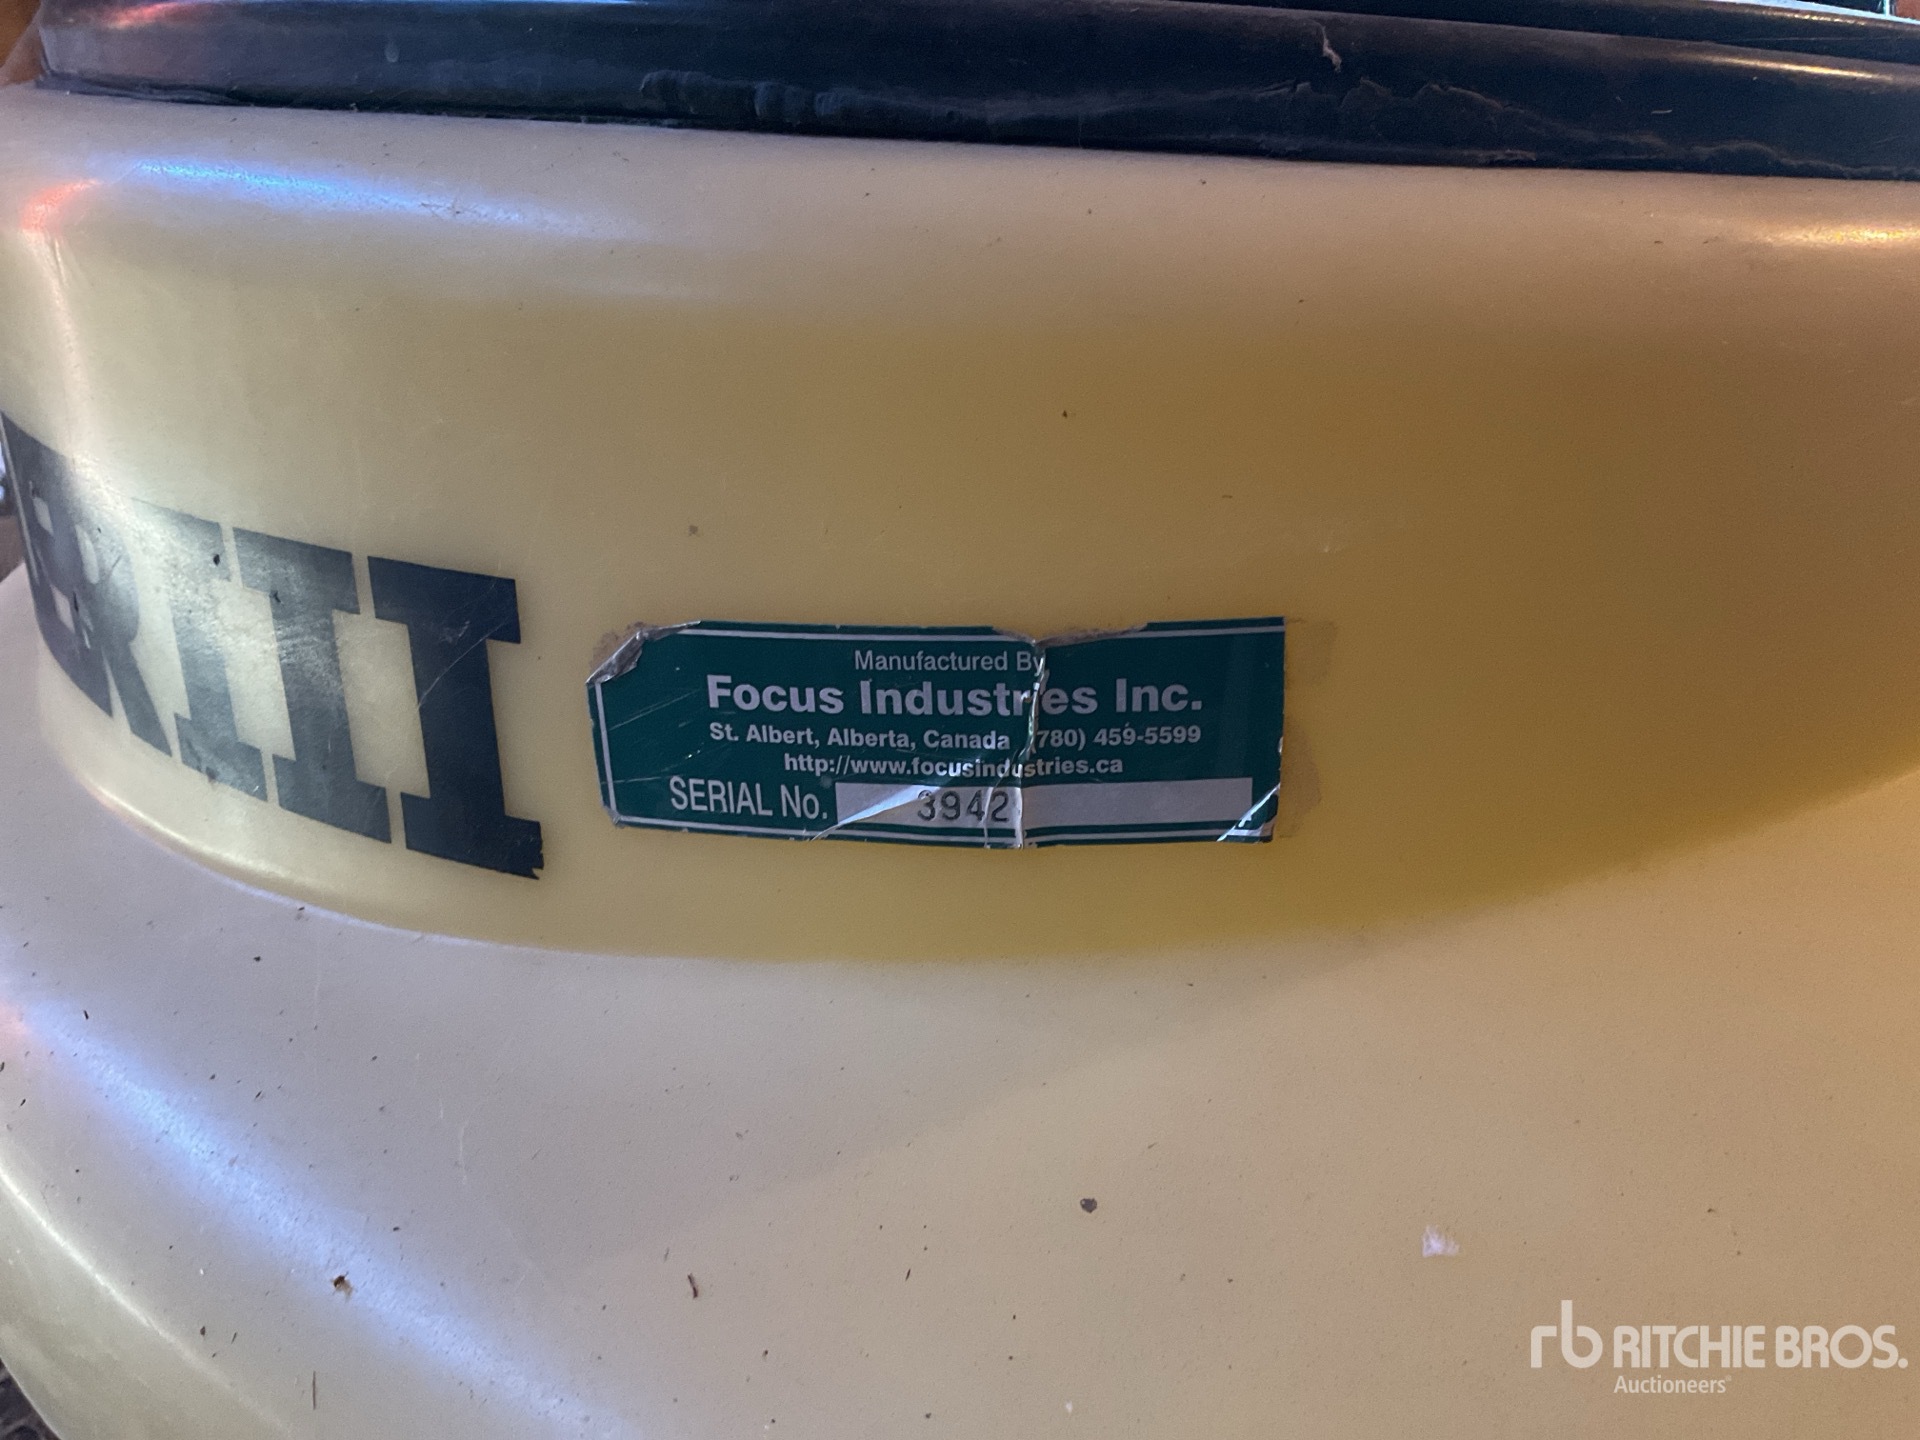 RIII
Manufactured By
Focus Industries Inc.
St. Albert, Alberta, Canada (780) 459-5599
http://www.focusindustries.ca
SERIAL No. 3942
rb RITCHIE BROS.
Auctioneers